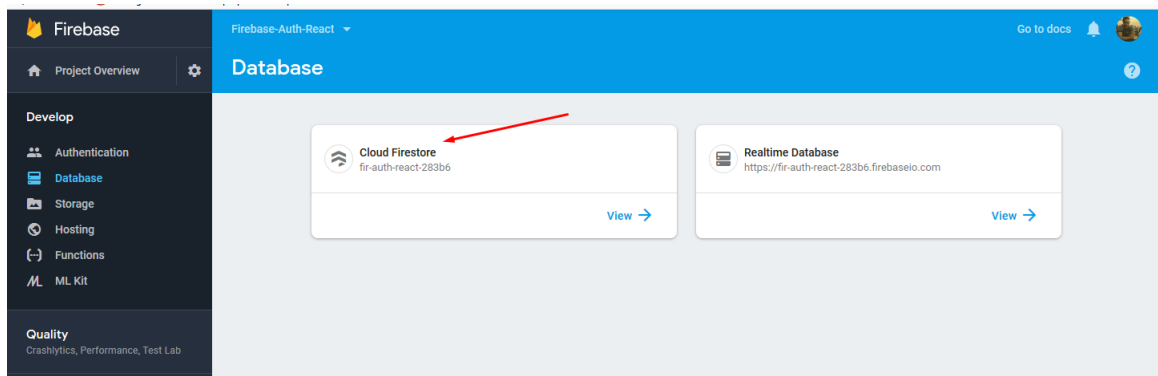 Firebase
Firebase-Auth-React
Go to docs
Project Overview
Database
Develop
Authentication
Database
Storage
Hosting
Functions
ML Kit
Quality
Crashlytics, Performance, Test Lab
Cloud Firestore
fir-auth-react-283b6
View
Realtime Database
https://fir-auth-react-283b6.firebaseio.com
View